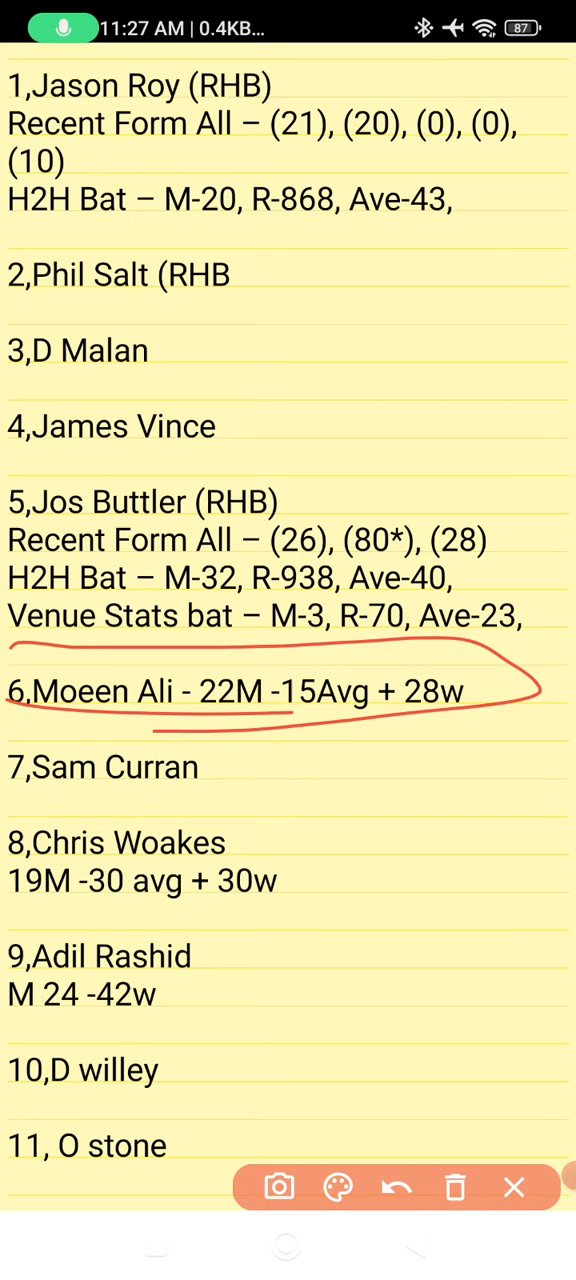 11:27 AM | 0.4KB...
87
1,Jason Roy (RHB)
Recent Form All – (21), (20), (0), (0),
(10)
H2H Bat – M-20, R-868, Ave-43,
2,Phil Salt (RHB
3,D Malan
4,James Vince
5,Jos Buttler (RHB)
Recent Form All – (26), (80*), (28)
H2H Bat – M-32, R-938, Ave-40,
Venue Stats bat – M-3, R-70, Ave-23,
6,Moeen Ali - 22M -15Avg + 28w
7,Sam Curran
8,Chris Woakes
19M -30 avg + 30w
9,Adil Rashid
M 24 -42w
10,D willey
11, O stone